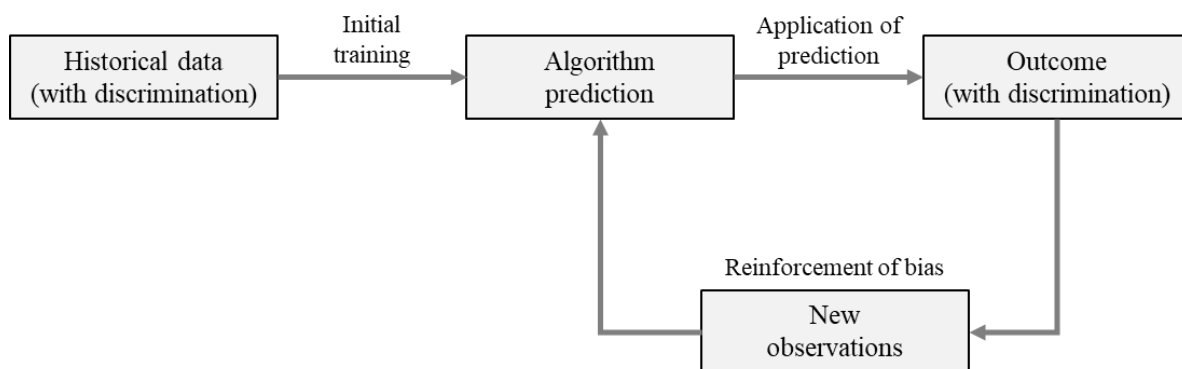 Historical data
(with discrimination)
Initial
training
Algorithm
prediction
Application of
prediction
Outcome
(with discrimination)
Reinforcement of bias
New
observations